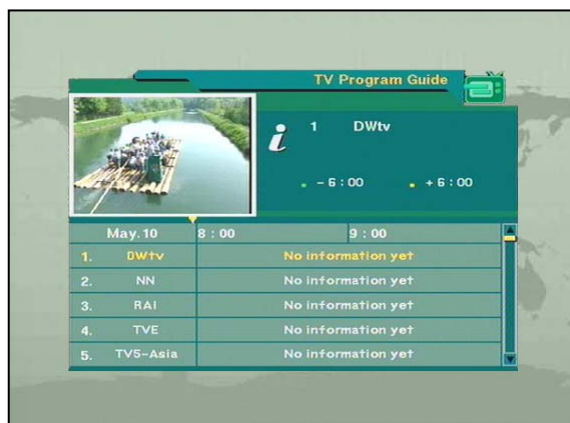 TV Program Guide
i 1 DWtv
- 6 : 00 + 6 : 00
May. 10 8 : 00 9 : 00
1. DWtv No information yet
2. NN No information yet
3. RAI No information yet
4. TVE No information yet
5. TV5-Asia No information yet